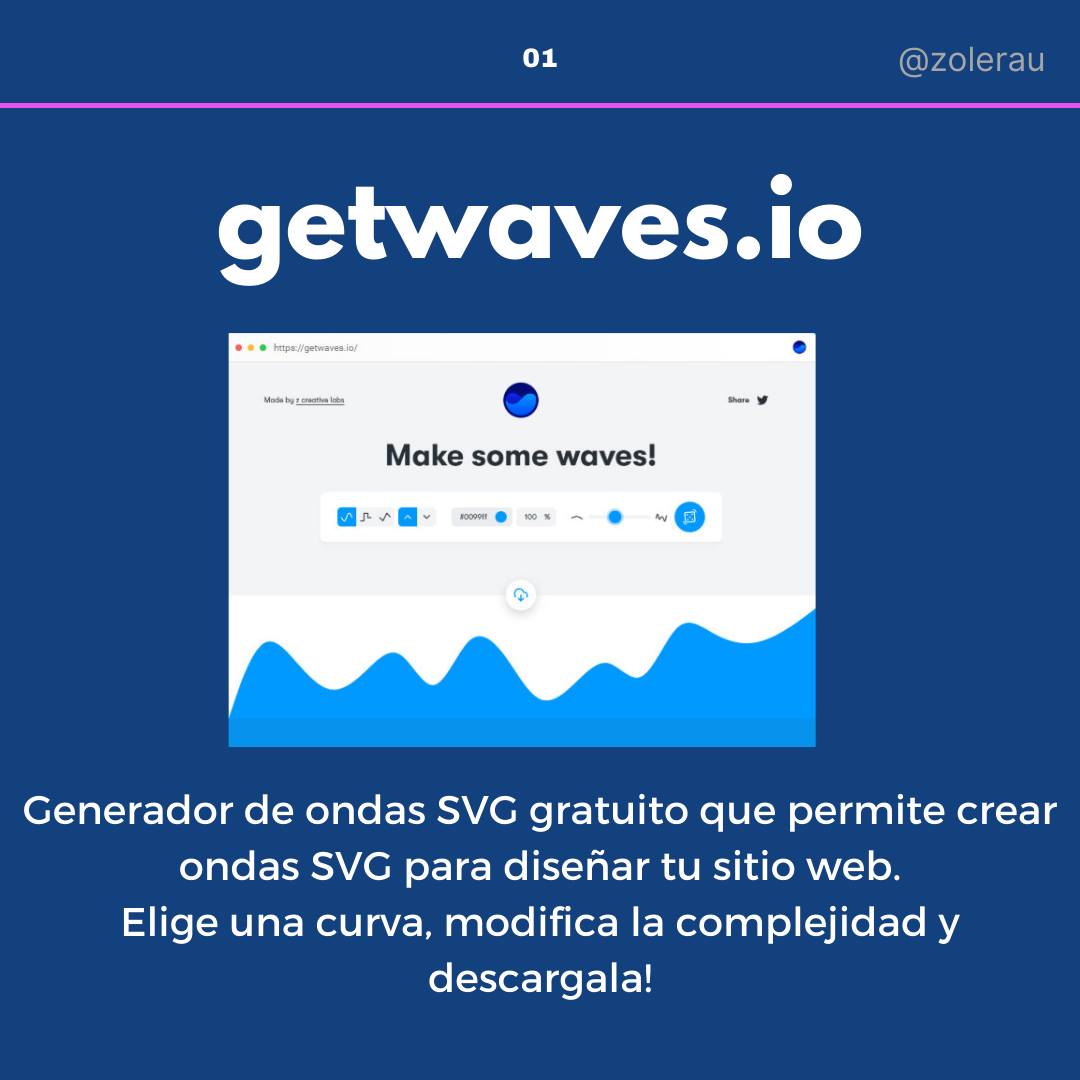 01
@zolerau
getwaves.io
https://getwaves.io/
Made by z creative labs
Share
Make some waves!
#0099ff
100 %
Generador de ondas SVG gratuito que permite crear
ondas SVG para diseñar tu sitio web.
Elige una curva, modifica la complejidad y
descargala!